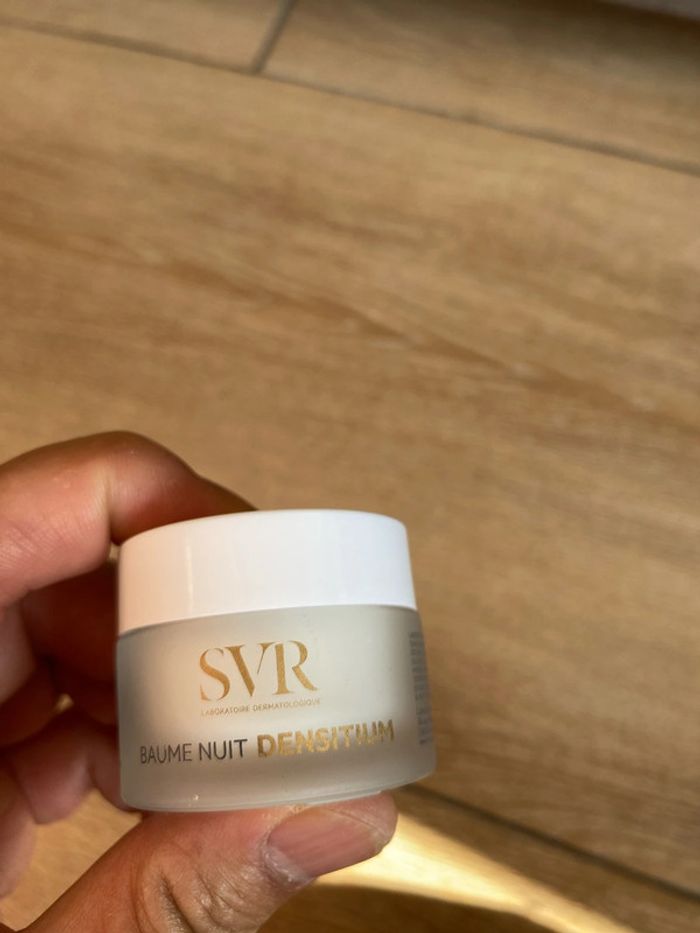 SVR
LABORATOIRE DERMATOLOGIQUE
BAUME NUIT DENSITIUM